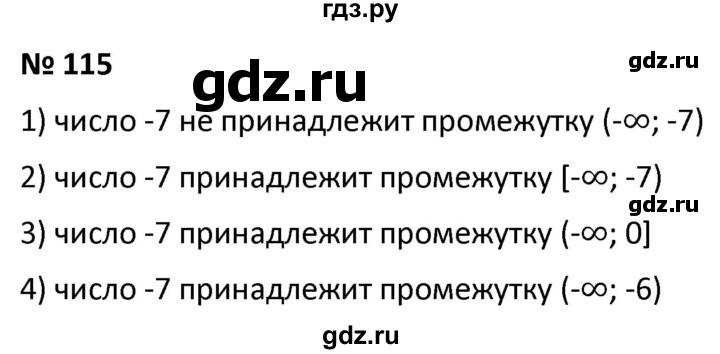 гдз.ру
№ 115
gdz.ru
gdz.ru
1) число -7 не принадлежит промежутку (-∞; -7)
2) число -7 принадлежит промежутку [-∞; -7)
gdz.ru
3) число -7 принадлежит промежутку (-∞; 0]
4) число -7 принадлежит промежутку (-∞; -6)
gdz.ru